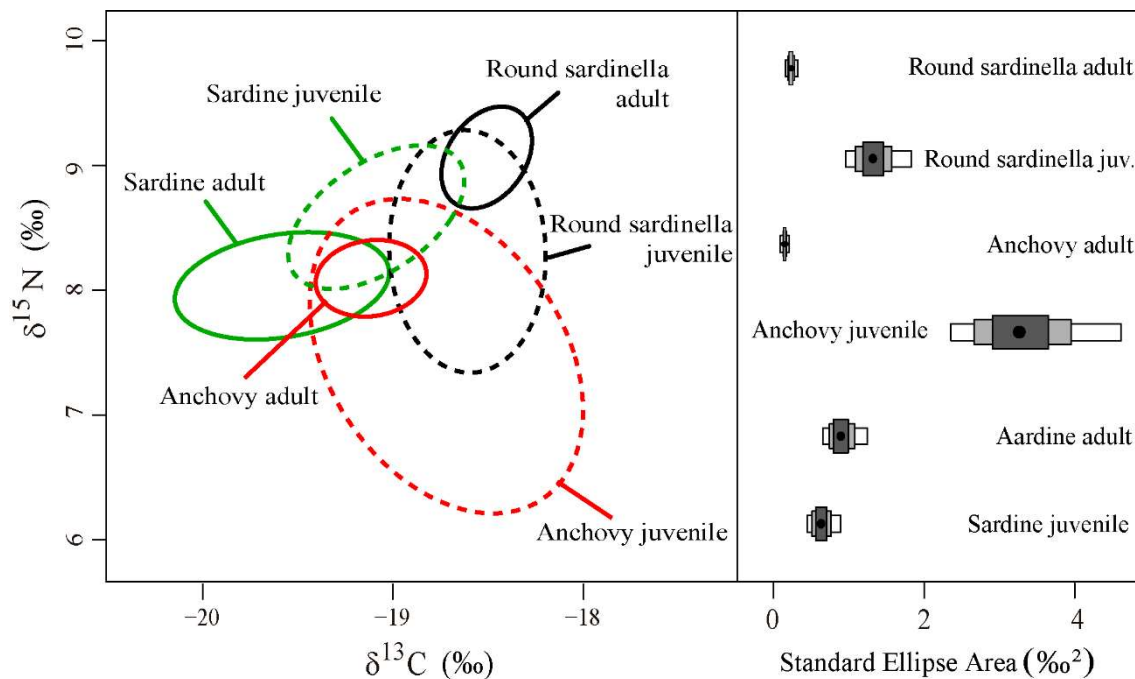 10
9
8
7
6
δ15 N (‰)
Round sardinella
adult
Sardine juvenile
Sardine adult
Round sardinella
juvenile
Anchovy adult
Anchovy juvenile
−20
−19
−18
δ13C (‰)
Round sardinella adult
Round sardinella juv.
Anchovy adult
Anchovy juvenile
Aardine adult
Sardine juvenile
0
2
4
Standard Ellipse Area (‰²)